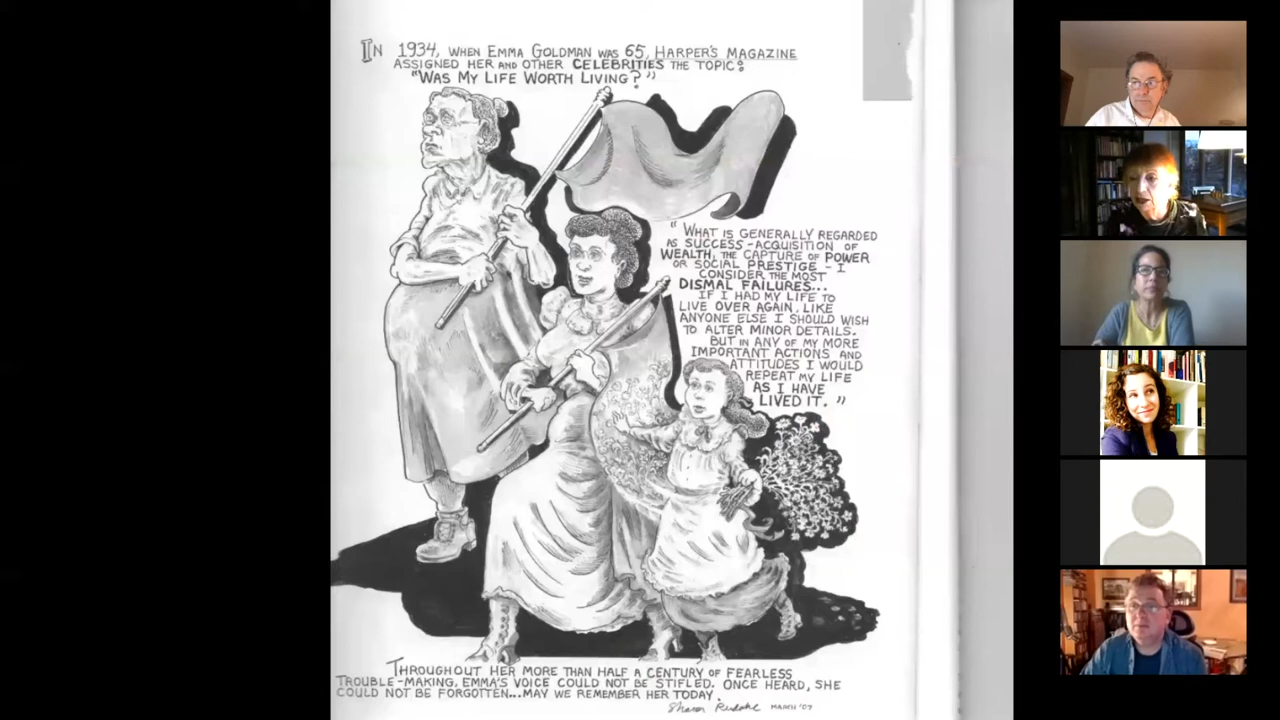 IN 1934, WHEN EMMA GOLDMAN WAS 65, HARPER'S MAGAZINE
ASSIGNED HER AND OTHER CELEBRITIES THE TOPIC:
"WAS MY LIFE WORTH LIVING?"
"WHAT IS GENERALLY REGARDED
AS SUCCESS - ACQUISITION OF
WEALTH, THE CAPTURE OF POWER
OR SOCIAL PRESTIGE - I
CONSIDER THE MOST
DISMAL FAILURES...
IF I HAD MY LIFE TO
LIVE OVER AGAIN, LIKE
ANYONE ELSE I SHOULD WISH
TO ALTER MINOR DETAILS.
BUT IN ANY OF MY MORE
IMPORTANT ACTIONS AND
ATTITUDES I WOULD
REPEAT MY LIFE
AS I HAVE
LIVED IT."
THROUGHOUT HER MORE THAN HALF A CENTURY OF FEARLESS
TROUBLE-MAKING, EMMA'S VOICE COULD NOT BE STIFLED. ONCE HEARD, SHE
COULD NOT BE FORGOTTEN...MAY WE REMEMBER HER TODAY.
Sharon Rudahl MARCH '07